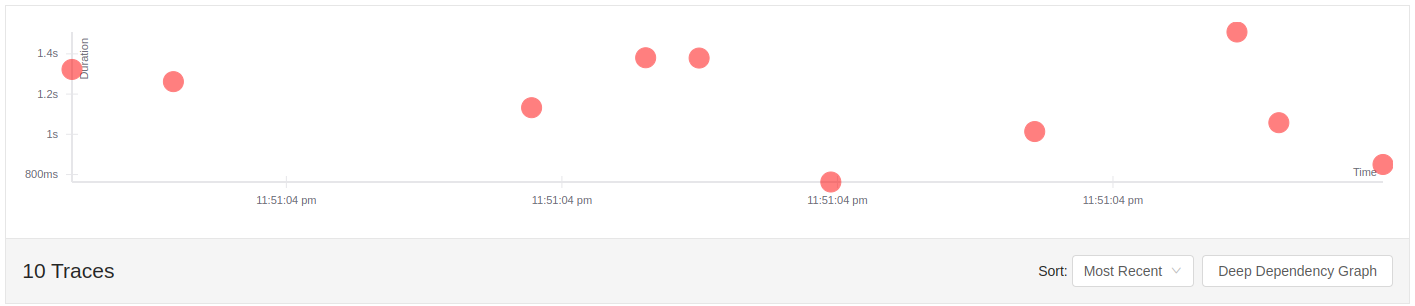 Duration
1.4s
1.2s
1s
800ms
Time
11:51:04 pm
11:51:04 pm
11:51:04 pm
11:51:04 pm
10 Traces
Sort:
Most Recent
Deep Dependency Graph